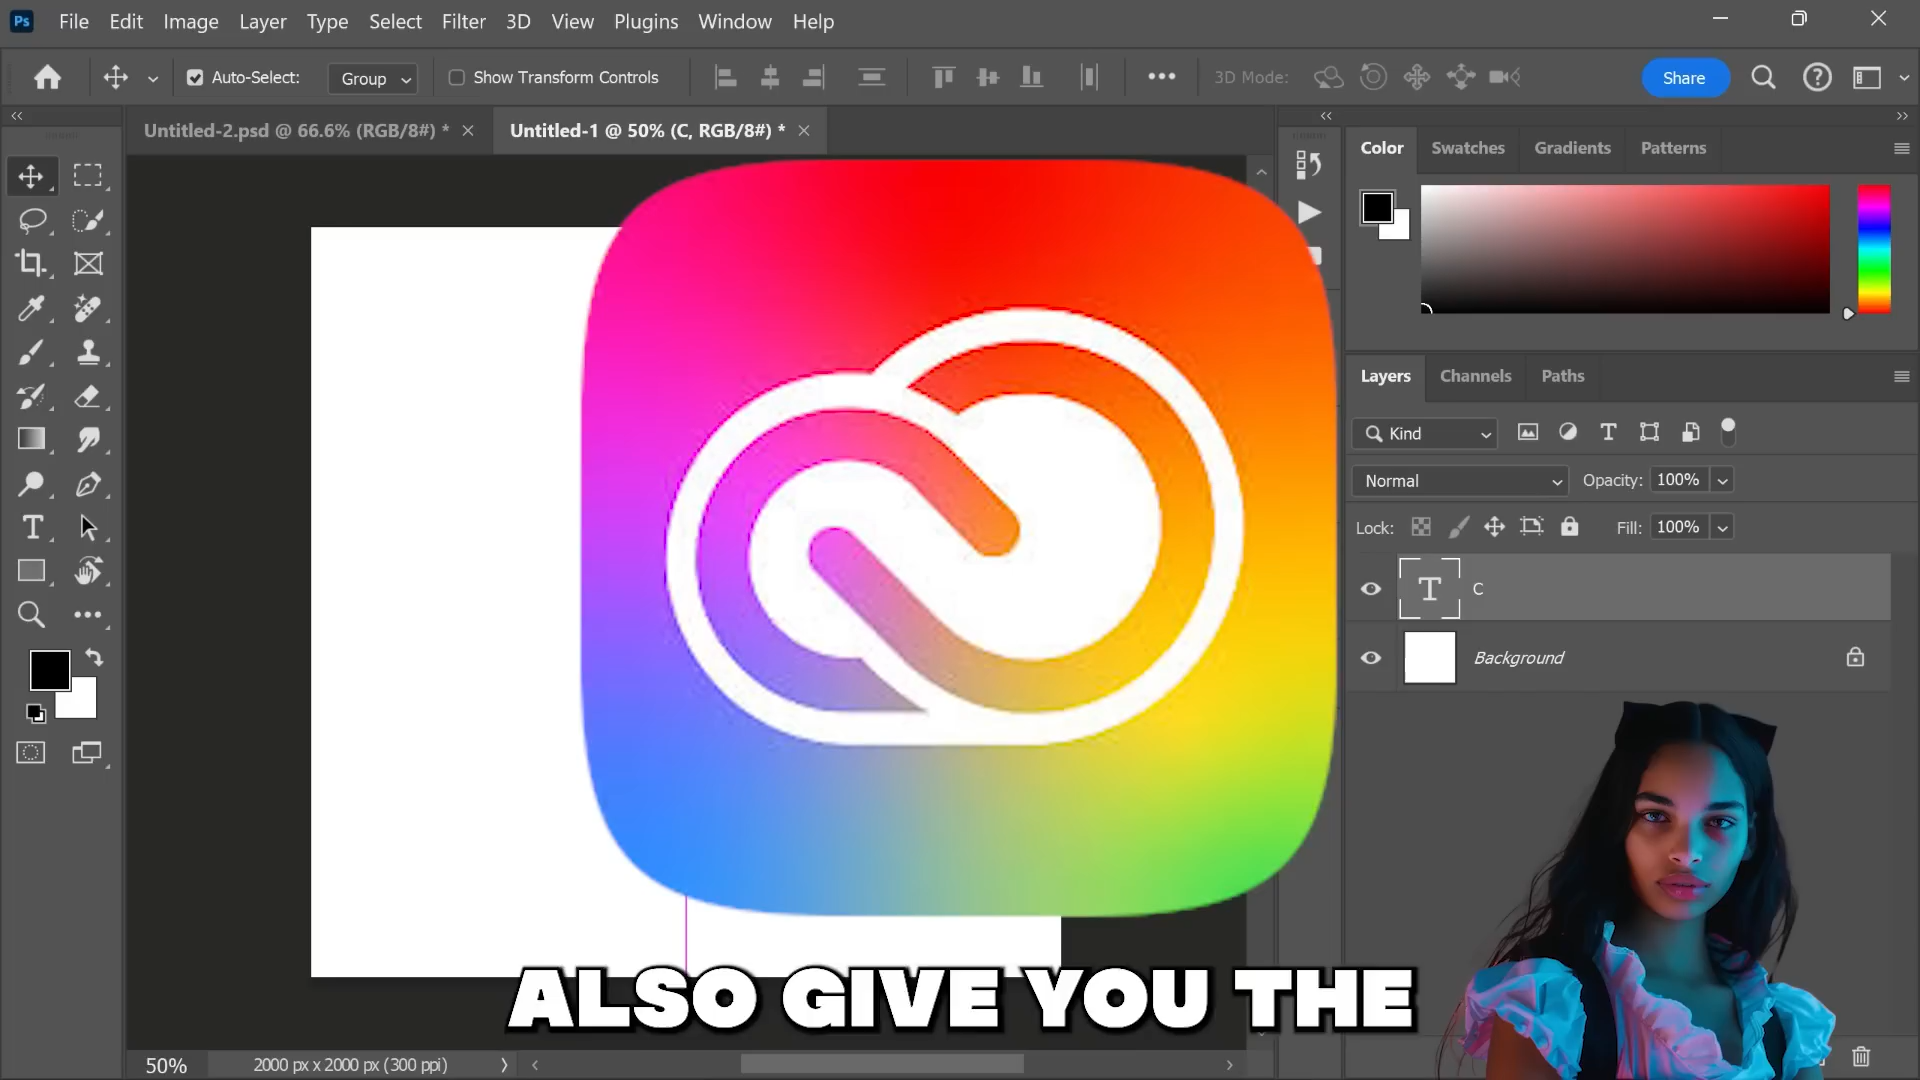 Ps File Edit Image Layer Type Select Filter 3D View Plugins Window Help
Auto-Select: Group Show Transform Controls 3D Mode: Share
Untitled-2.psd @ 66.6% (RGB/8#) * Untitled-1 @ 50% (C, RGB/8#) *
Color Swatches Gradients Patterns
Layers Channels Paths
Kind
Normal Opacity: 100%
Lock: Fill: 100%
C
Background
ALSO GIVE YOU THE
50% 2000 px x 2000 px (300 ppi)